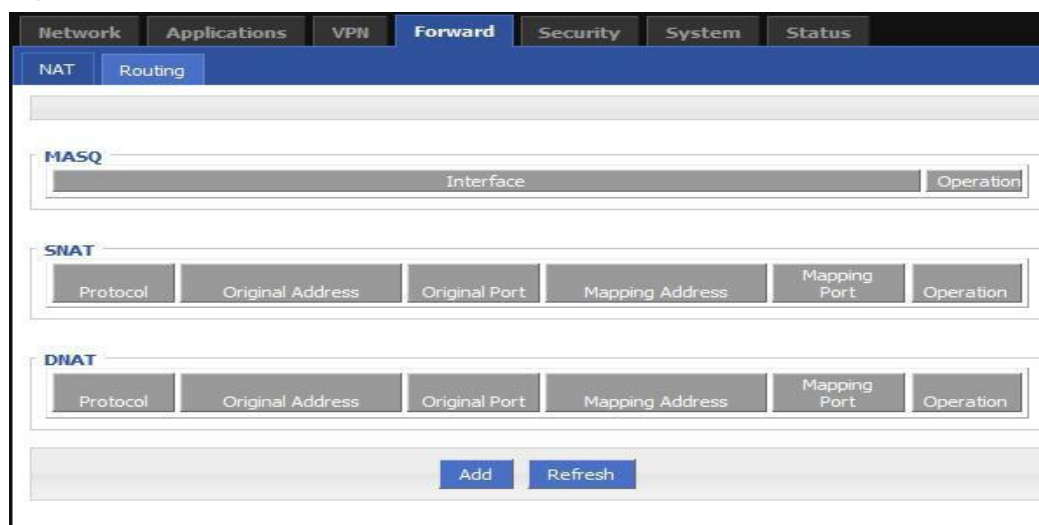 Network Applications VPN Forward Security System Status
NAT Routing
MASQ
Interface Operation
SNAT
Protocol Original Address Original Port Mapping Address Mapping Port Operation
DNAT
Protocol Original Address Original Port Mapping Address Mapping Port Operation
Add Refresh